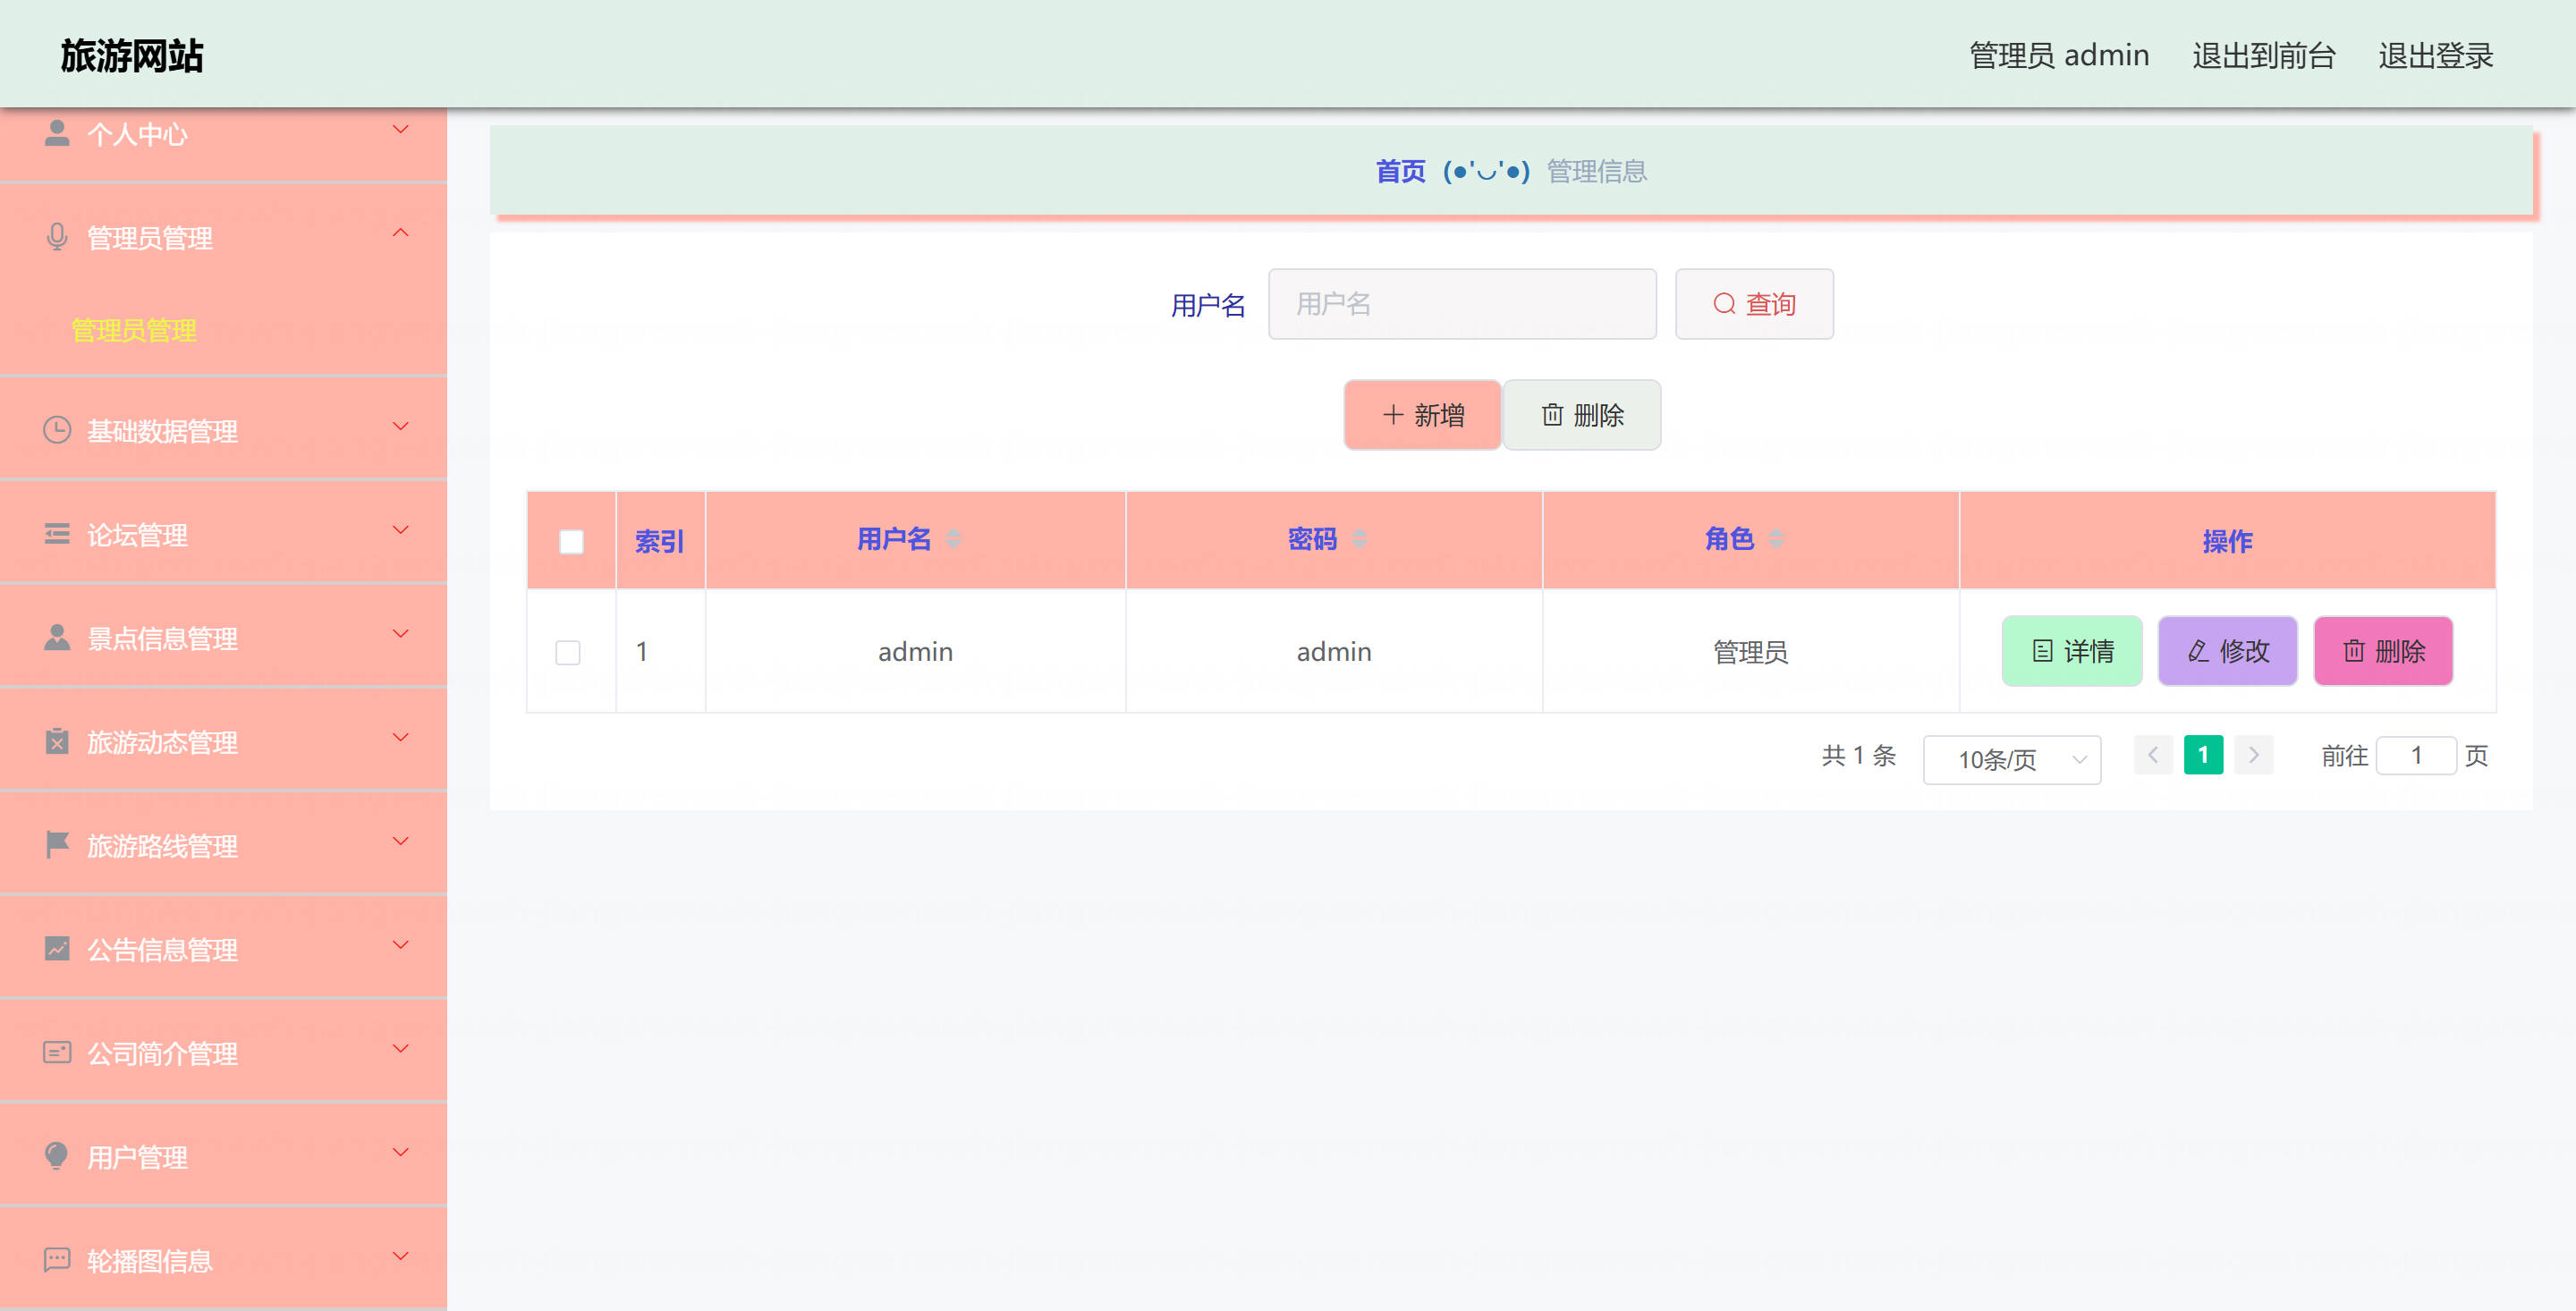 旅游网站
管理员 admin 退出到前台 退出登录
个人中心
管理员管理
管理员管理
基础数据管理
论坛管理
景点信息管理
旅游动态管理
旅游路线管理
公告信息管理
公司简介管理
用户管理
轮播图信息
首页 (●'◡'●) 管理信息
用户名 用户名 查询
新增 删除
索引 用户名 密码 角色 操作
1 admin admin 管理员 详情 修改 删除
共 1 条 10条/页 1 前往 1 页